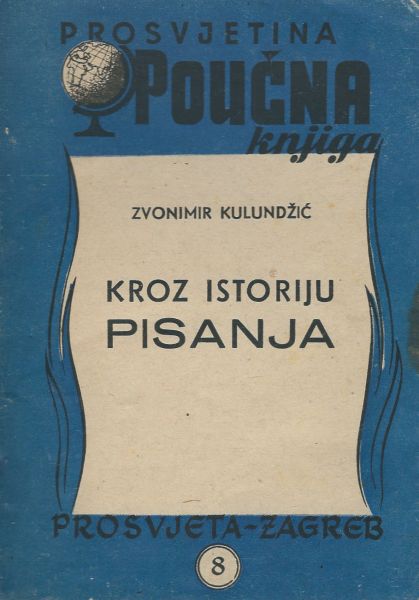 PROSVJETINA
POUČNA
knjiga
ZVONIMIR KULUNDŽIĆ
KROZ ISTORIJU
PISANJA
PROSVJETA-ZAGREB
8